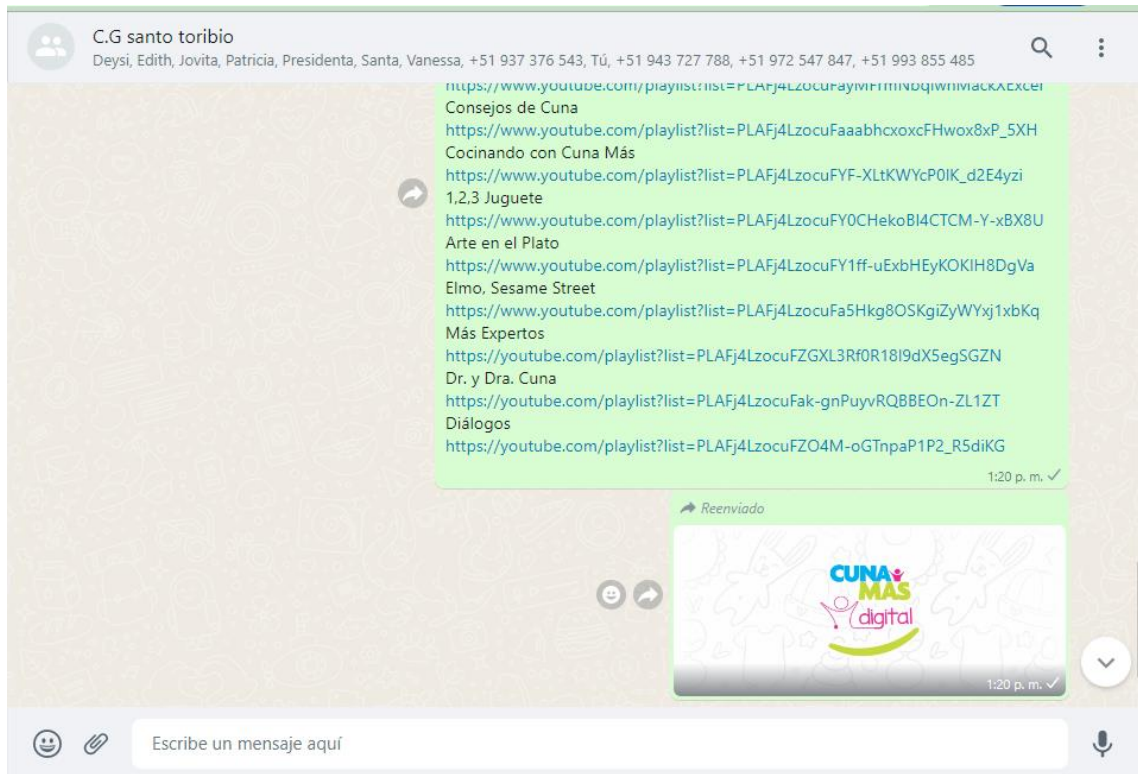 C.G santo toribio
Deysi, Edith, Jovita, Patricia, Presidenta, Santa, Vanessa, +51 937 376 543, Tú, +51 943 727 788, +51 972 547 847, +51 993 855 485
Consejos de Cuna
https://www.youtube.com/playlist?list=PLAFj4LzocuFaaabhcxoxcFHwox8xP_5XH
Cocinando con Cuna Más
https://www.youtube.com/playlist?list=PLAFj4LzocuFYF-XLtKWYcP0lK_d2E4yzi
1,2,3 Juguete
https://www.youtube.com/playlist?list=PLAFj4LzocuFY0CHekoBl4CTCM-Y-xBX8U
Arte en el Plato
https://www.youtube.com/playlist?list=PLAFj4LzocuFY1ff-uExbHEyKOKlH8DgVa
Elmo, Sesame Street
https://www.youtube.com/playlist?list=PLAFj4LzocuFa5Hkg8OSKgiZyWYxj1xbKq
Más Expertos
https://youtube.com/playlist?list=PLAFj4LzocuFZGXL3Rf0R18l9dX5egSGZN
Dr. y Dra. Cuna
https://youtube.com/playlist?list=PLAFj4LzocuFak-gnPuyvRQBBEOn-ZL1ZT
Diálogos
https://youtube.com/playlist?list=PLAFj4LzocuFZO4M-oGTnpaP1P2_R5diKG
1:20 p. m.
Reenviado
CUNA
MAS
digital
1:20 p. m.
Escribe un mensaje aquí